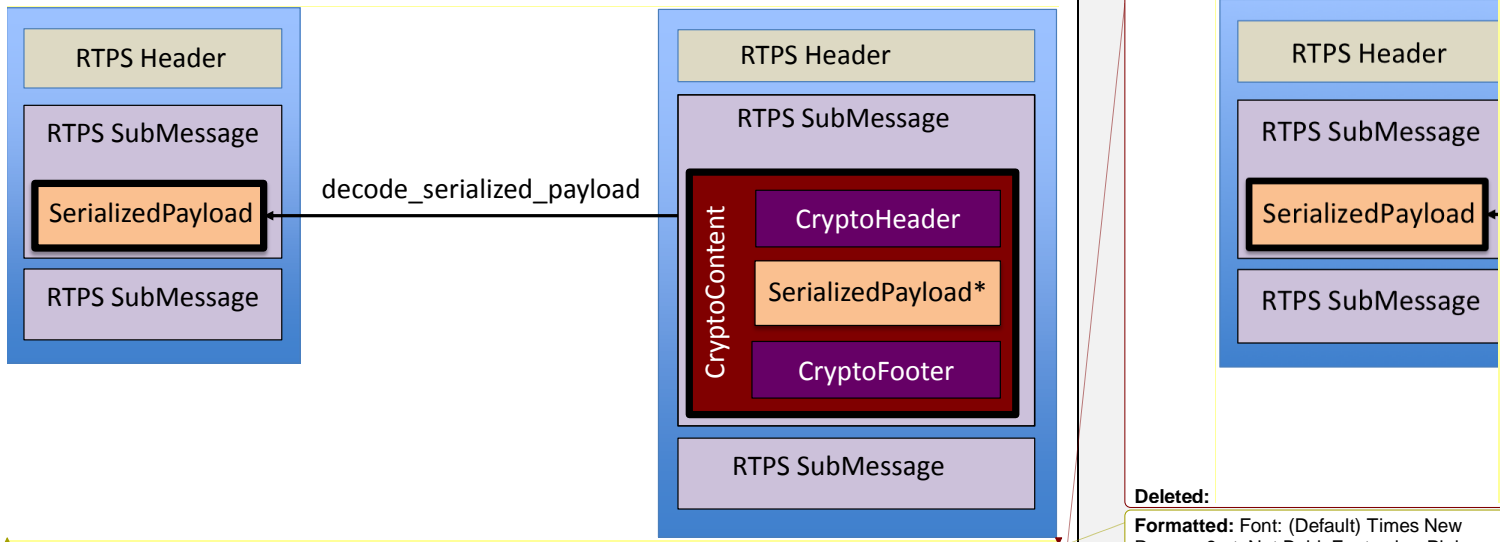 RTPS Header
RTPS SubMessage
SerializedPayload
RTPS SubMessage
decode_serialized_payload
RTPS Header
RTPS SubMessage
CryptoContent
CryptoHeader
SerializedPayload*
CryptoFooter
RTPS SubMessage
RTPS Header
RTPS SubMessage
SerializedPayload
RTPS SubMessage
Deleted:
Formatted: Font: (Default) Times New